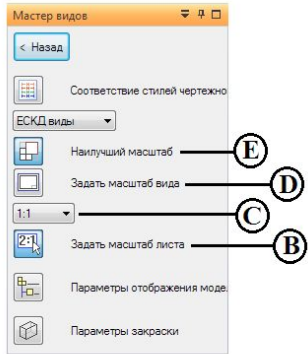 Мастер видов
< Назад
Соответствие стилей чертежно
ЕСКД виды
Наилучший масштаб
E
Задать масштаб вида
D
1:1
C
2:1
Задать масштаб листа
B
Параметры отображения моде.
Параметры закраски